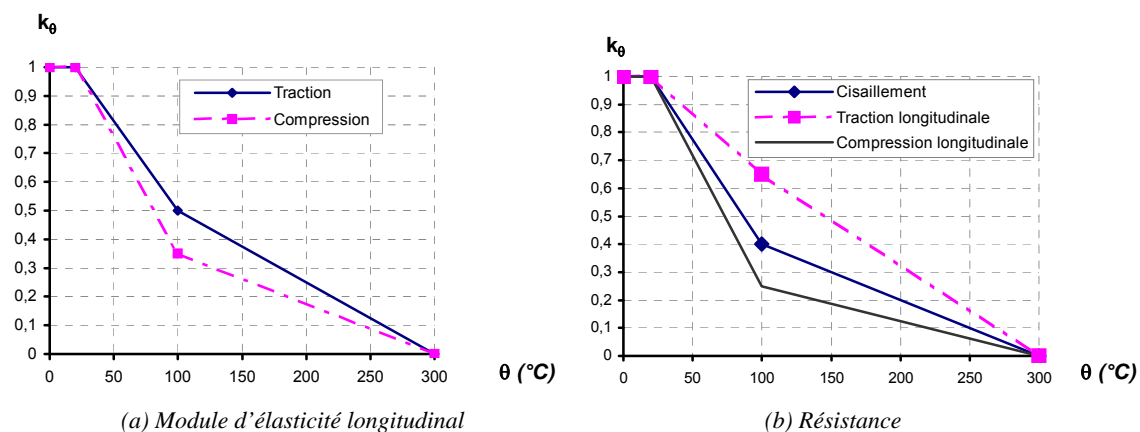 kθ
1
0,9
0,8
0,7
0,6
0,5
0,4
0,3
0,2
0,1
0
0 50 100 150 200 250 300
θ (°C)
Traction
Compression
(a) Module d'élasticité longitudinal
kθ
1
0,9
0,8
0,7
0,6
0,5
0,4
0,3
0,2
0,1
0
0 50 100 150 200 250 300
θ (°C)
Cisaillement
Traction longitudinale
Compression longitudinale
(b) Résistance